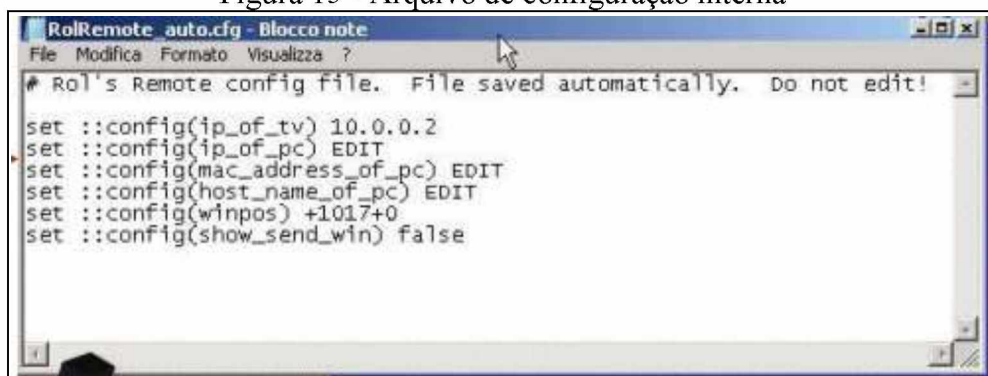 Figura 15 - Arquivo de configuração interna
RolRemote_auto.cfg - Blocco note
File Modifica Formato Visualizza ?
# Rol's Remote config file. File saved automatically. Do not edit!
set ::config(ip_of_tv) 10.0.0.2
set ::config(ip_of_pc) EDIT
set ::config(mac_address_of_pc) EDIT
set ::config(host_name_of_pc) EDIT
set ::config(winpos) +1017+0
set ::config(show_send_win) false